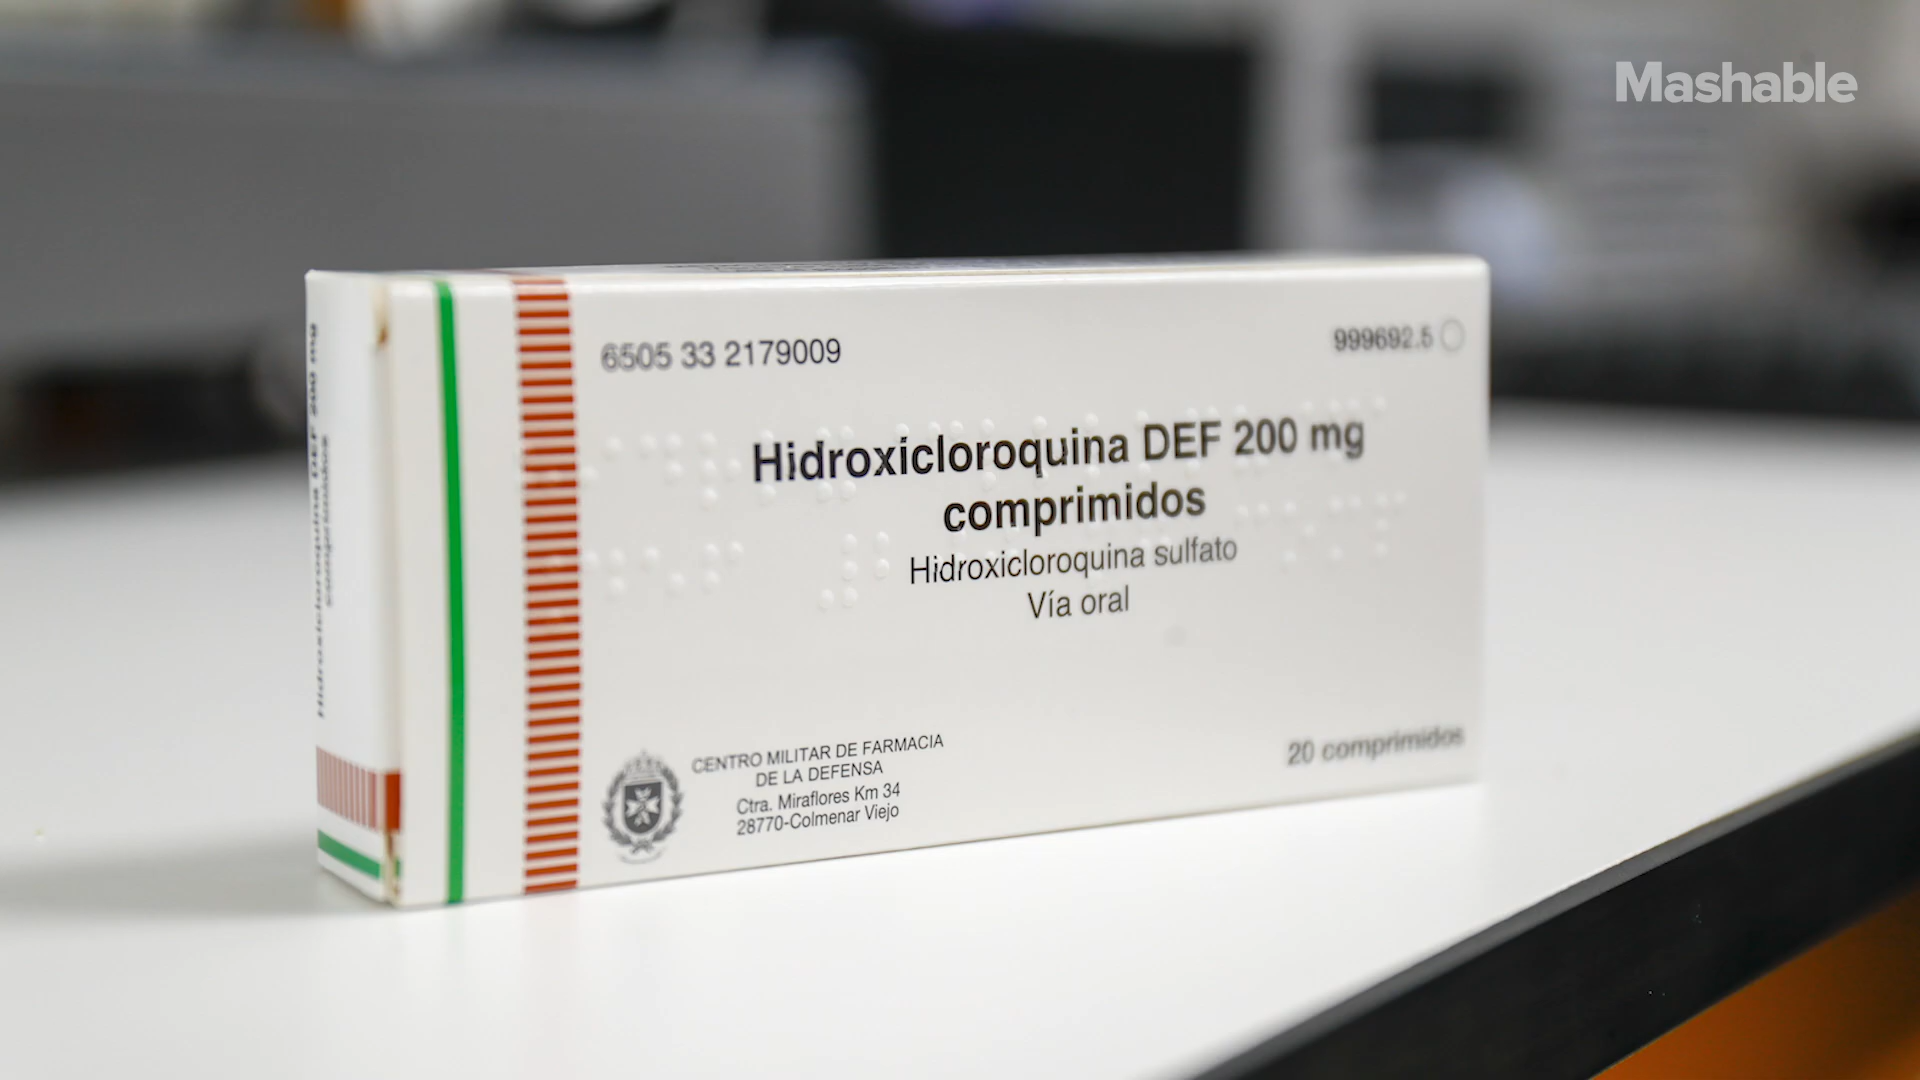 Mashable
6505 33 2179009
999692.5
Hidroxicloroquina DEF 200 mg
comprimidos
Hidroxicloroquina sulfato
Vía oral
CENTRO MILITAR DE FARMACIA
DE LA DEFENSA
Ctra. Miraflores Km 34
28770-Colmenar Viejo
20 comprimidos
Hidroxicloroquina DEF 200 mg
comprimidos